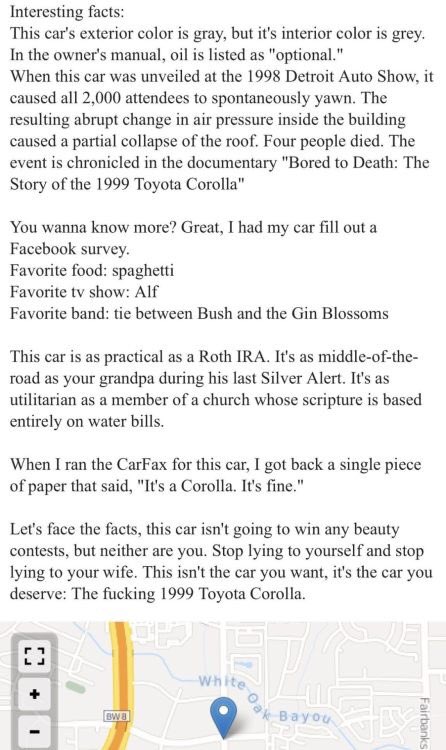 Interesting facts:
This car's exterior color is gray, but it's interior color is grey.
In the owner's manual, oil is listed as "optional."
When this car was unveiled at the 1998 Detroit Auto Show, it
caused all 2,000 attendees to spontaneously yawn. The
resulting abrupt change in air pressure inside the building
caused a partial collapse of the roof. Four people died. The
event is chronicled in the documentary "Bored to Death: The
Story of the 1999 Toyota Corolla"
You wanna know more? Great, I had my car fill out a
Facebook survey.
Favorite food: spaghetti
Favorite tv show: Alf
Favorite band: tie between Bush and the Gin Blossoms
This car is as practical as a Roth IRA. It's as middle-of-the-
road as your grandpa during his last Silver Alert. It's as
utilitarian as a member of a church whose scripture is based
entirely on water bills.
When I ran the CarFax for this car, I got back a single piece
of paper that said, "It's a Corolla. It's fine."
Let's face the facts, this car isn't going to win any beauty
contests, but neither are you. Stop lying to yourself and stop
lying to your wife. This isn't the car you want, it's the car you
deserve: The fucking 1999 Toyota Corolla.
+
-
White Oak Bayou
BW 8
Fairbanks